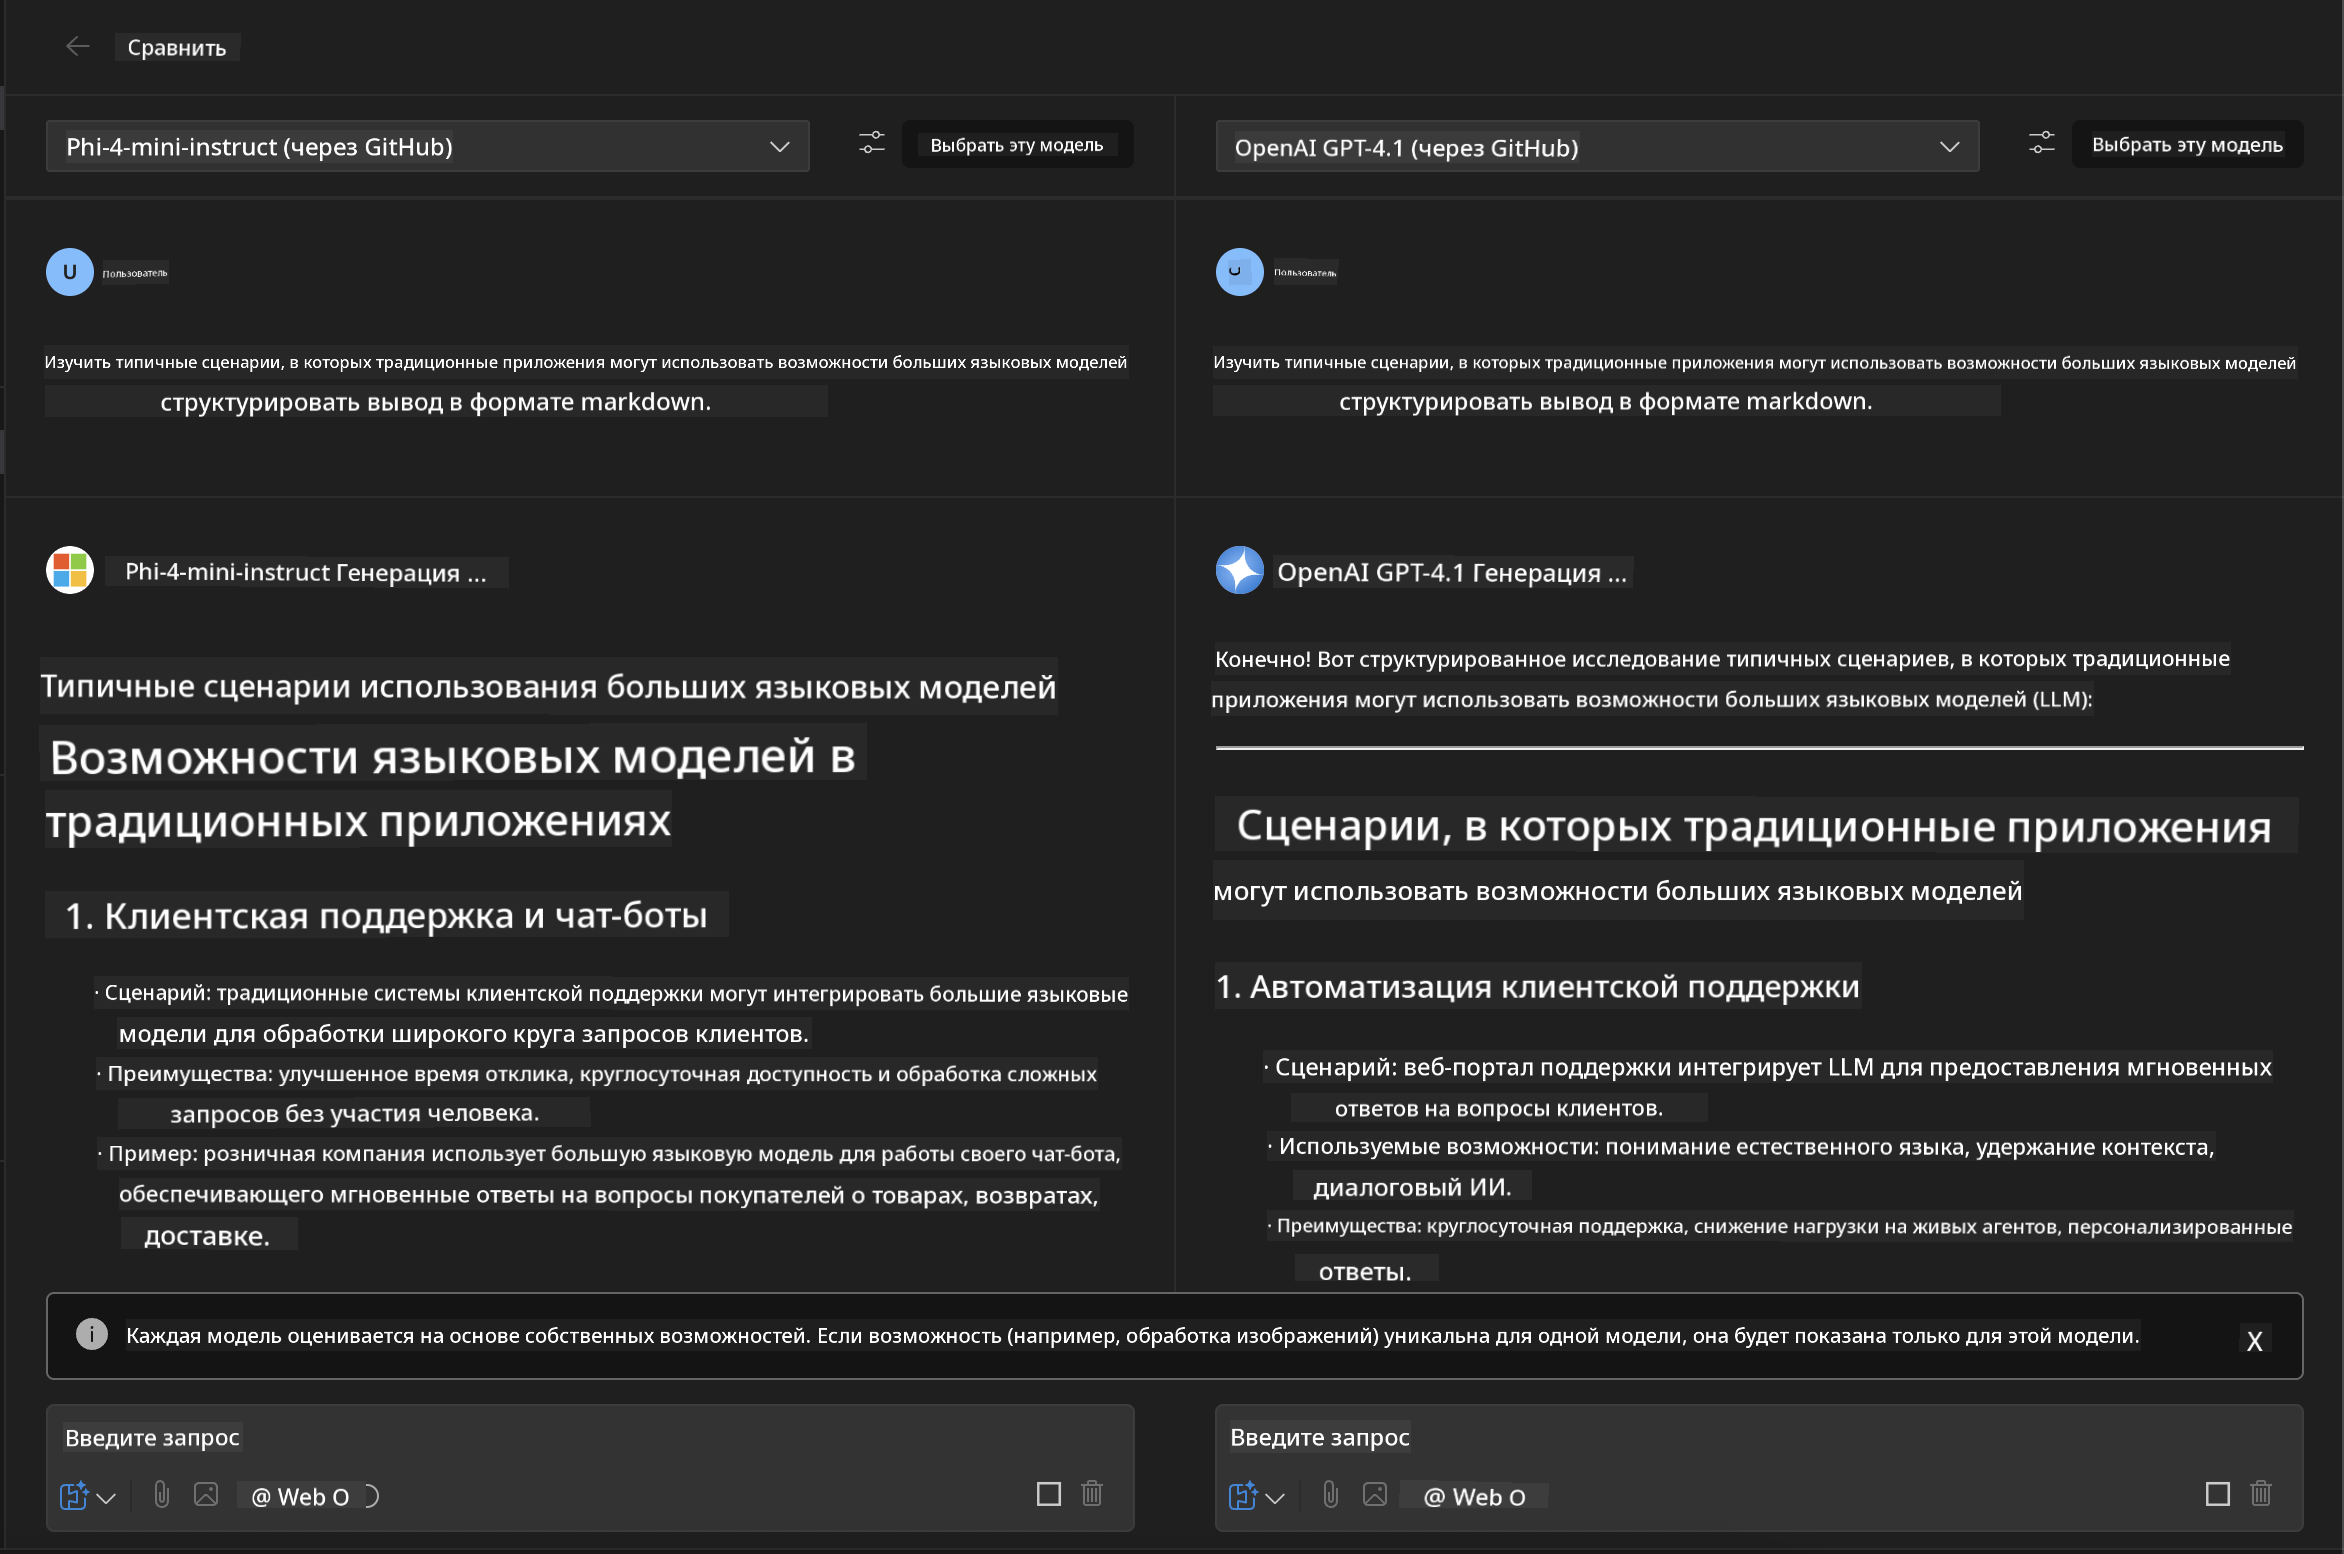 Сравнить
Phi-4-mini-instruct (через GitHub)
Выбрать эту модель
U
Пользователь
Изучить типичные сценарии, в которых традиционные приложения могут использовать возможности больших языковых моделей
структурировать вывод в формате markdown.
Phi-4-mini-instruct Генерация ...
Типичные сценарии использования больших языковых моделей
Возможности языковых моделей в
традиционных приложениях
1. Клиентская поддержка и чат-боты
· Сценарий: традиционные системы клиентской поддержки могут интегрировать большие языковые
модели для обработки широкого круга запросов клиентов.
· Преимущества: улучшенное время отклика, круглосуточная доступность и обработка сложных
запросов без участия человека.
· Пример: розничная компания использует большую языковую модель для работы своего чат-бота,
обеспечивающего мгновенные ответы на вопросы покупателей о товарах, возвратах,
доставке.
OpenAI GPT-4.1 (через GitHub)
Выбрать эту модель
U
Пользователь
Изучить типичные сценарии, в которых традиционные приложения могут использовать возможности больших языковых моделей
структурировать вывод в формате markdown.
OpenAI GPT-4.1 Генерация ...
Конечно! Вот структурированное исследование типичных сценариев, в которых традиционные
приложения могут использовать возможности больших языковых моделей (LLM):
Сценарии, в которых традиционные приложения
могут использовать возможности больших языковых моделей
1. Автоматизация клиентской поддержки
· Сценарий: веб-портал поддержки интегрирует LLM для предоставления мгновенных
ответов на вопросы клиентов.
· Используемые возможности: понимание естественного языка, удержание контекста,
диалоговый ИИ.
· Преимущества: круглосуточная поддержка, снижение нагрузки на живых агентов, персонализированные
ответы.
Каждая модель оценивается на основе собственных возможностей. Если возможность (например, обработка изображений) уникальна для одной модели, она будет показана только для этой модели.
X
Введите запрос
@ Web O
Введите запрос
@ Web O